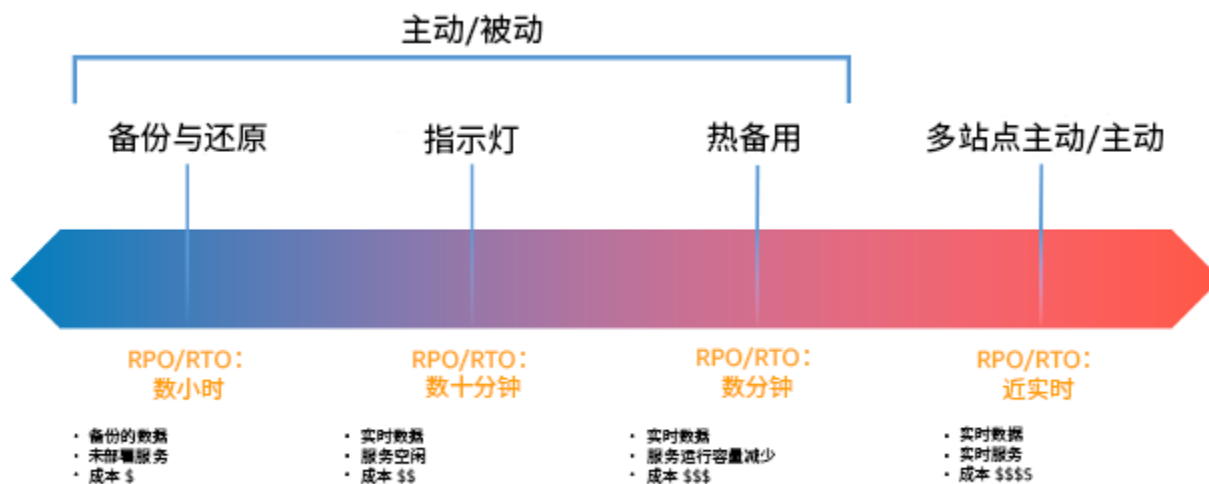 主动/被动
备份与还原
指示灯
热备用
多站点主动/主动
RPO/RTO：
数小时
RPO/RTO：
数十分钟
RPO/RTO：
数分钟
RPO/RTO：
近实时
· 备份的数据
· 未部署服务
· 成本 $
· 实时数据
· 服务空闲
· 成本 $$
· 实时数据
· 服务运行容量减少
· 成本 $$$
· 实时数据
· 实时服务
· 成本 $$$$